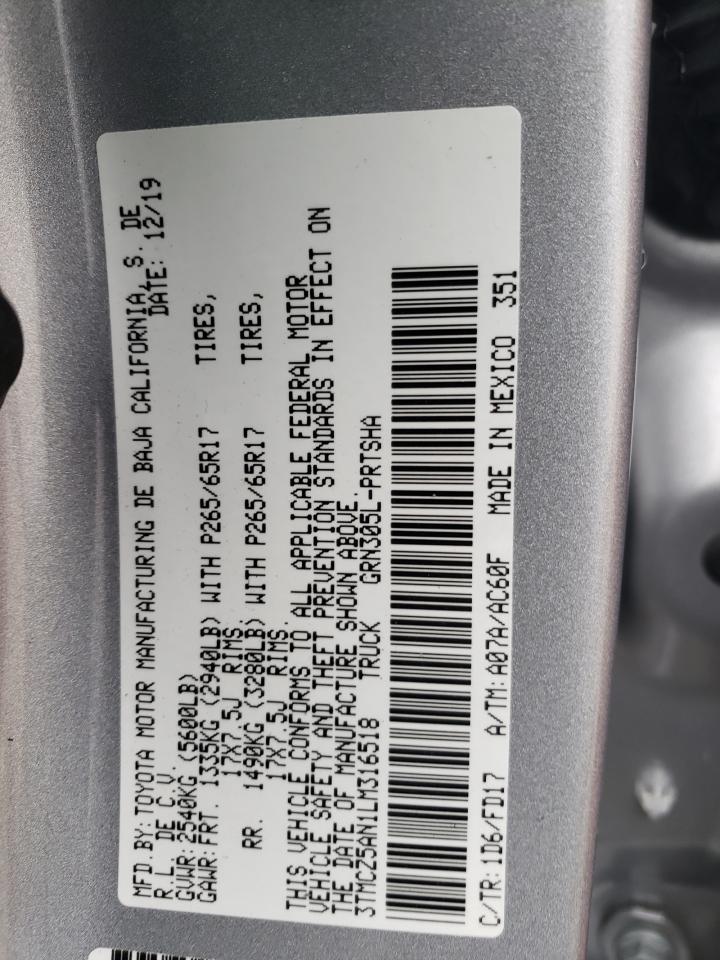 MFD.BY:TOYOTA MOTOR MANUFACTURING DE BAJA CALIFORNIA, S. DE
R.L. DE C.V. DATE: 12/19
GVWR:2540KG (5600LB)
GAWR:FRT. 1335KG (2940LB) WITH P265/65R17 TIRES,
17X7.5J RIMS
RR. 1490KG (3280LB) WITH P265/65R17 TIRES,
17X7.5J RIMS.
THIS VEHICLE CONFORMS TO ALL APPLICABLE FEDERAL MOTOR
VEHICLE SAFETY AND THEFT PREVENTION STANDARDS IN EFFECT ON
THE DATE OF MANUFACTURE SHOWN ABOVE.
3TMCZ5AN1LM316518 TRUCK GRN305L-PRTSHA
C/TR:1D6/FD17 A/TM:A07A/AC60F MADE IN MEXICO 351